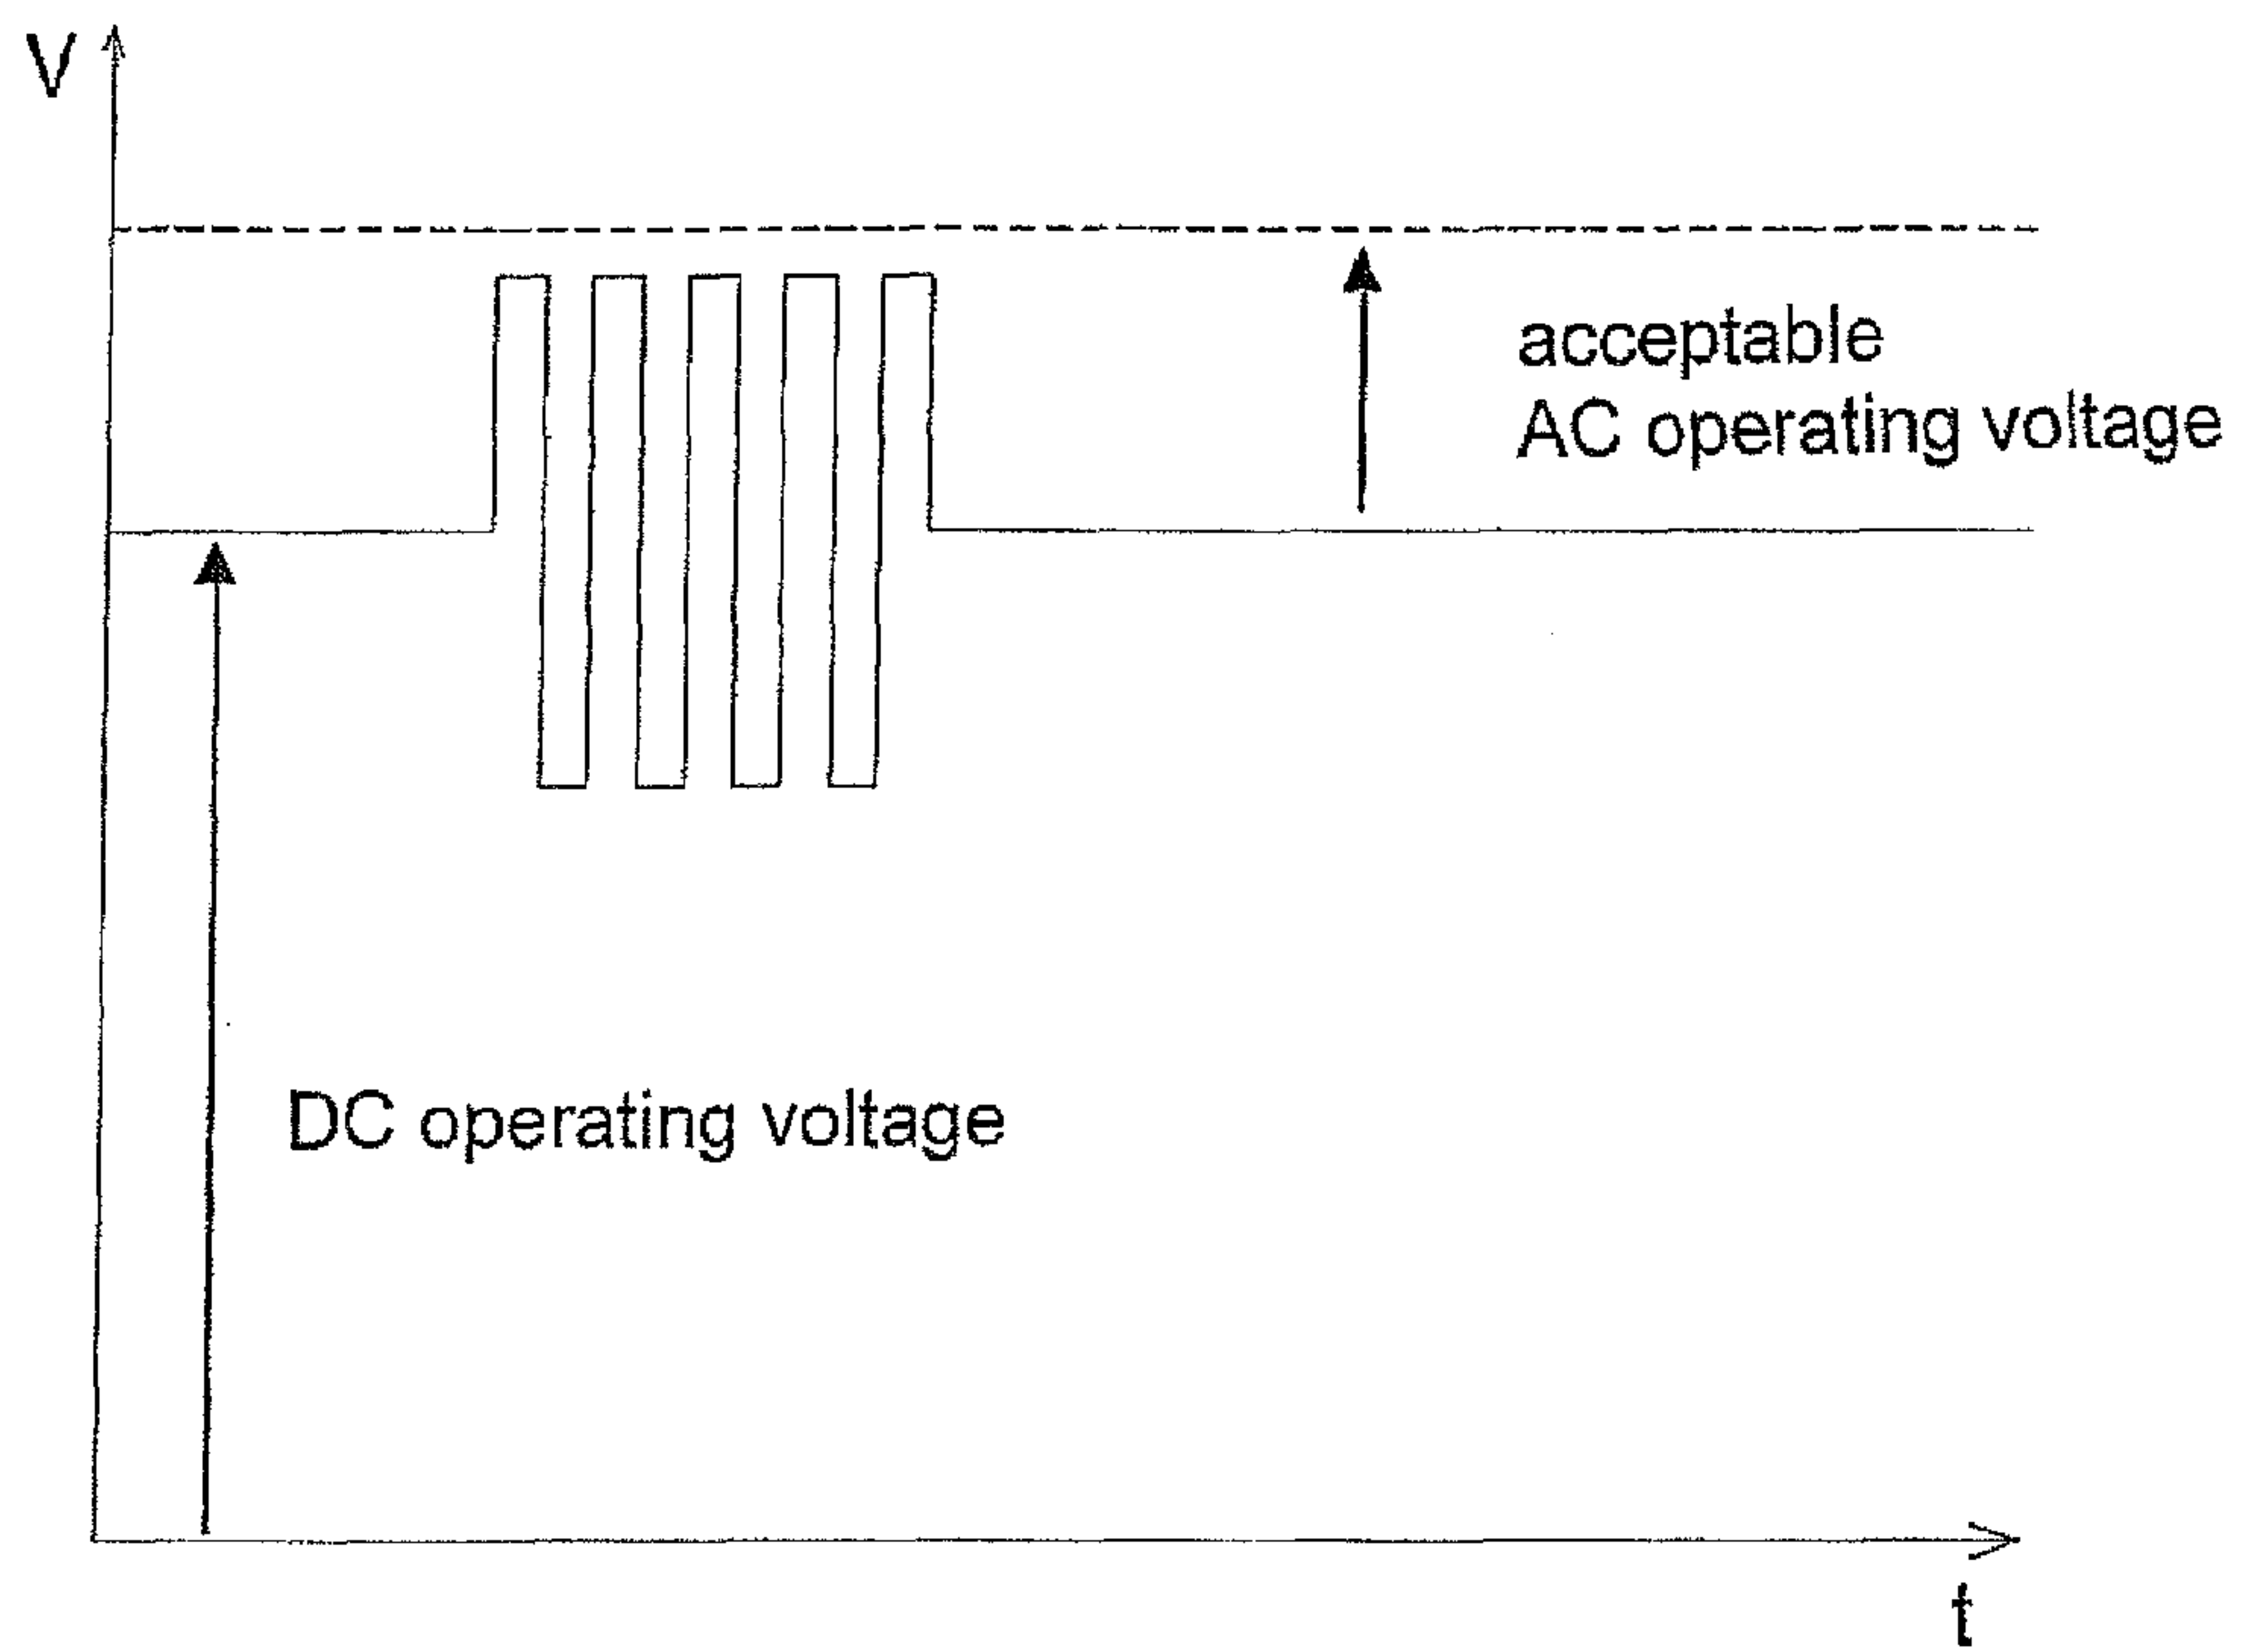 V
acceptable
AC operating voltage
DC operating voltage
t